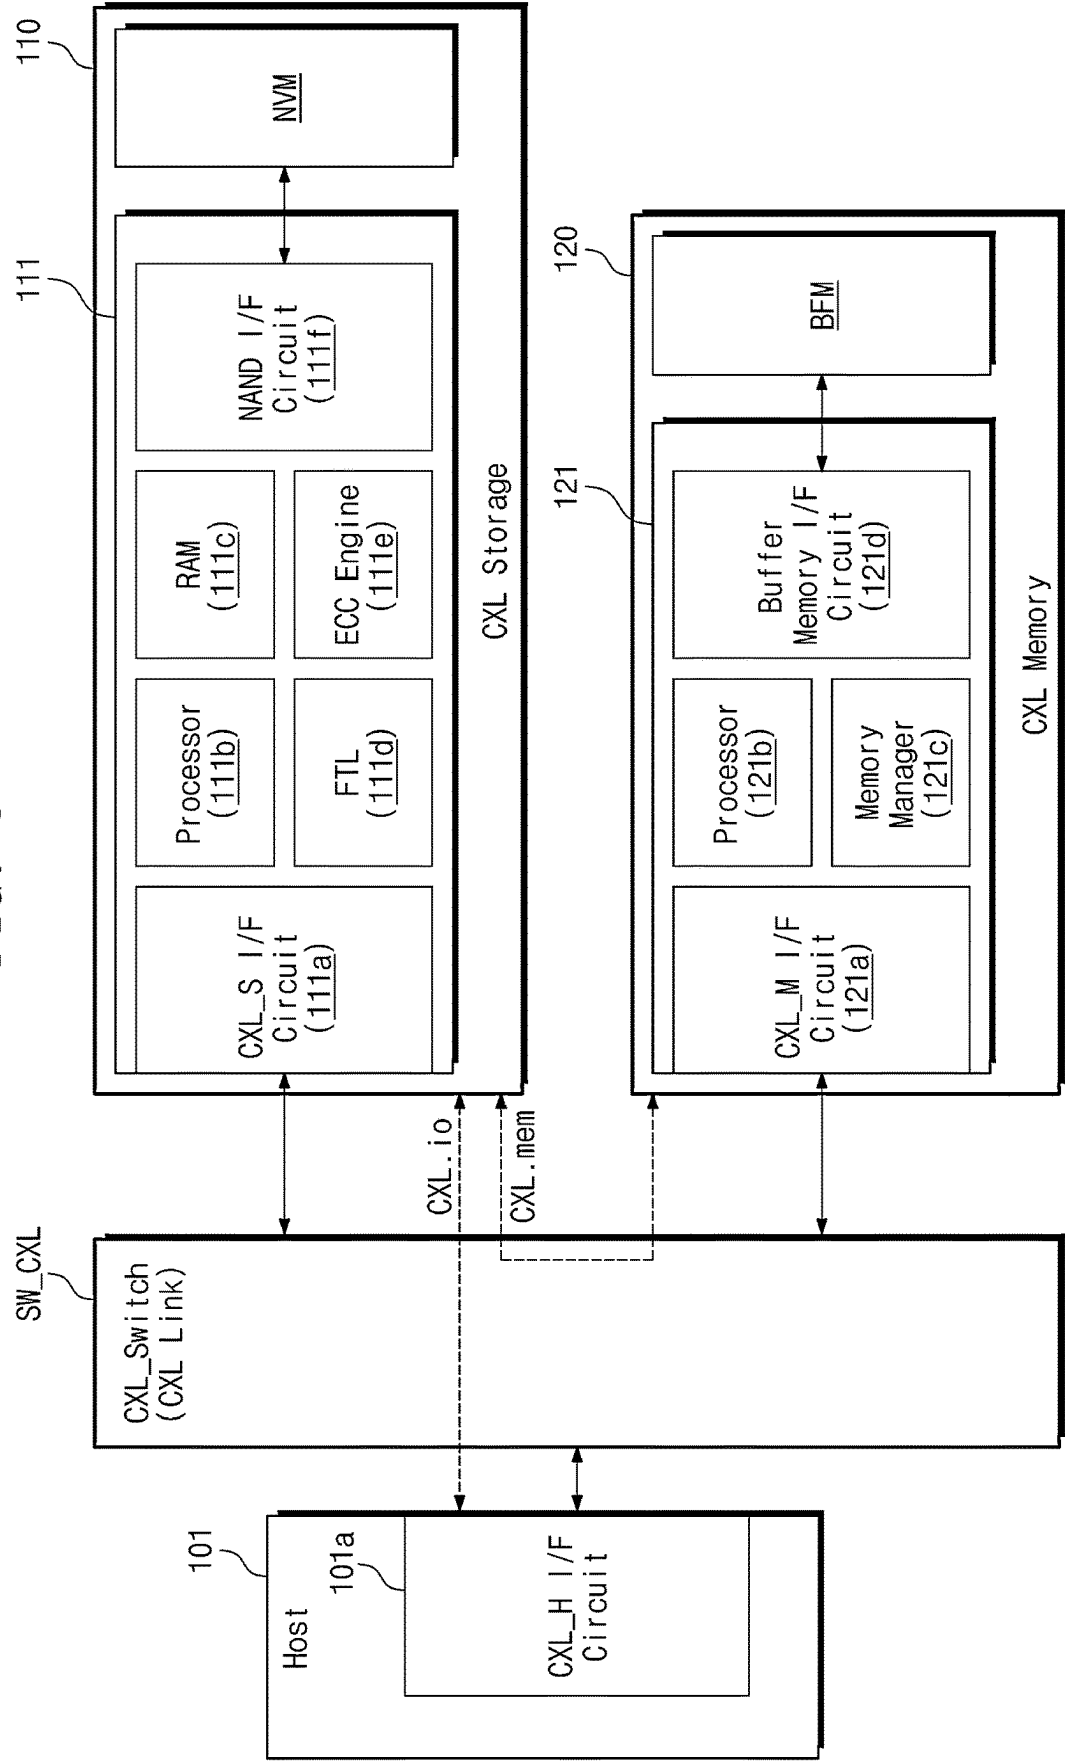 101
Host
101a
CXL_H I/F
Circuit
SW_CXL
CXL_Switch
(CXL Link)
CXL.io
CXL.mem
110
111
CXL_S I/F
Circuit
(111a)
Processor
(111b)
FTL
(111d)
RAM
(111c)
ECC Engine
(111e)
NAND I/F
Circuit
(111f)
NVM
CXL Storage
120
121
CXL_M I/F
Circuit
(121a)
Processor
(121b)
Memory
Manager
(121c)
Buffer
Memory I/F
Circuit
(121d)
BFM
CXL Memory